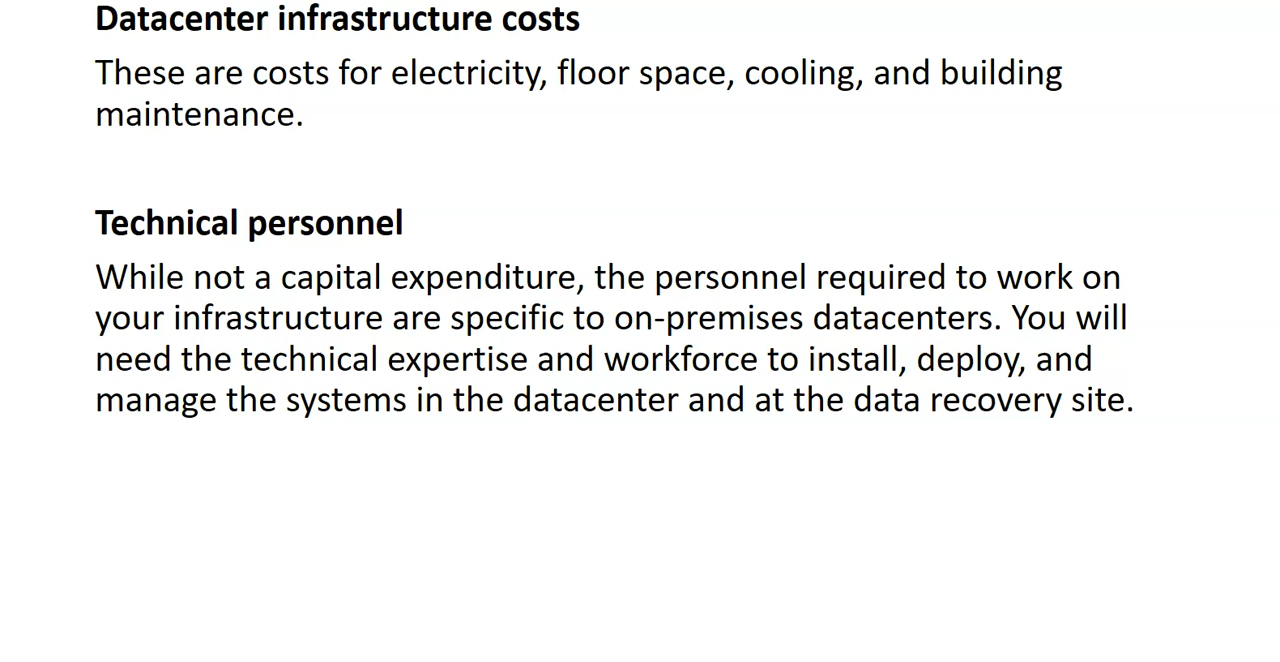 Datacenter infrastructure costs
These are costs for electricity, floor space, cooling, and building
maintenance.
Technical personnel
While not a capital expenditure, the personnel required to work on
your infrastructure are specific to on-premises datacenters. You will
need the technical expertise and workforce to install, deploy, and
manage the systems in the datacenter and at the data recovery site.